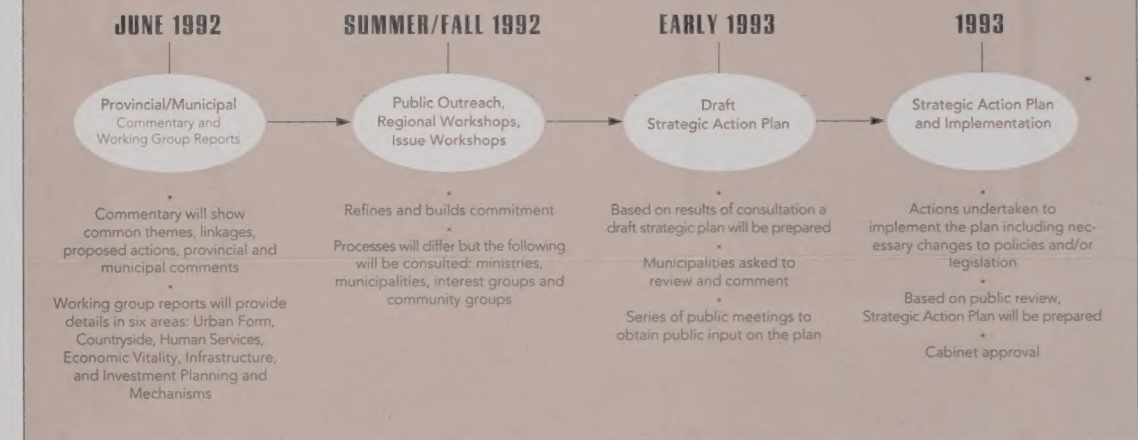 JUNE 1992
Provincial/Municipal
Commentary and
Working Group Reports
•
Commentary will show
common themes, linkages,
proposed actions, provincial and
municipal comments
•
Working group reports will provide
details in six areas: Urban Form,
Countryside, Human Services,
Economic Vitality, Infrastructure,
and Investment Planning and
Mechanisms
SUMMER/FALL 1992
Public Outreach,
Regional Workshops,
Issue Workshops
•
Refines and builds commitment
•
Processes will differ but the following
will be consulted: ministries,
municipalities, interest groups and
community groups
EARLY 1993
Draft
Strategic Action Plan
•
Based on results of consultation a
draft strategic plan will be prepared
•
Municipalities asked to
review and comment
•
Series of public meetings to
obtain public input on the plan
1993
Strategic Action Plan
and Implementation
•
Actions undertaken to
implement the plan including nec-
essary changes to policies and/or
legislation
•
Based on public review,
Strategic Action Plan will be prepared
•
Cabinet approval